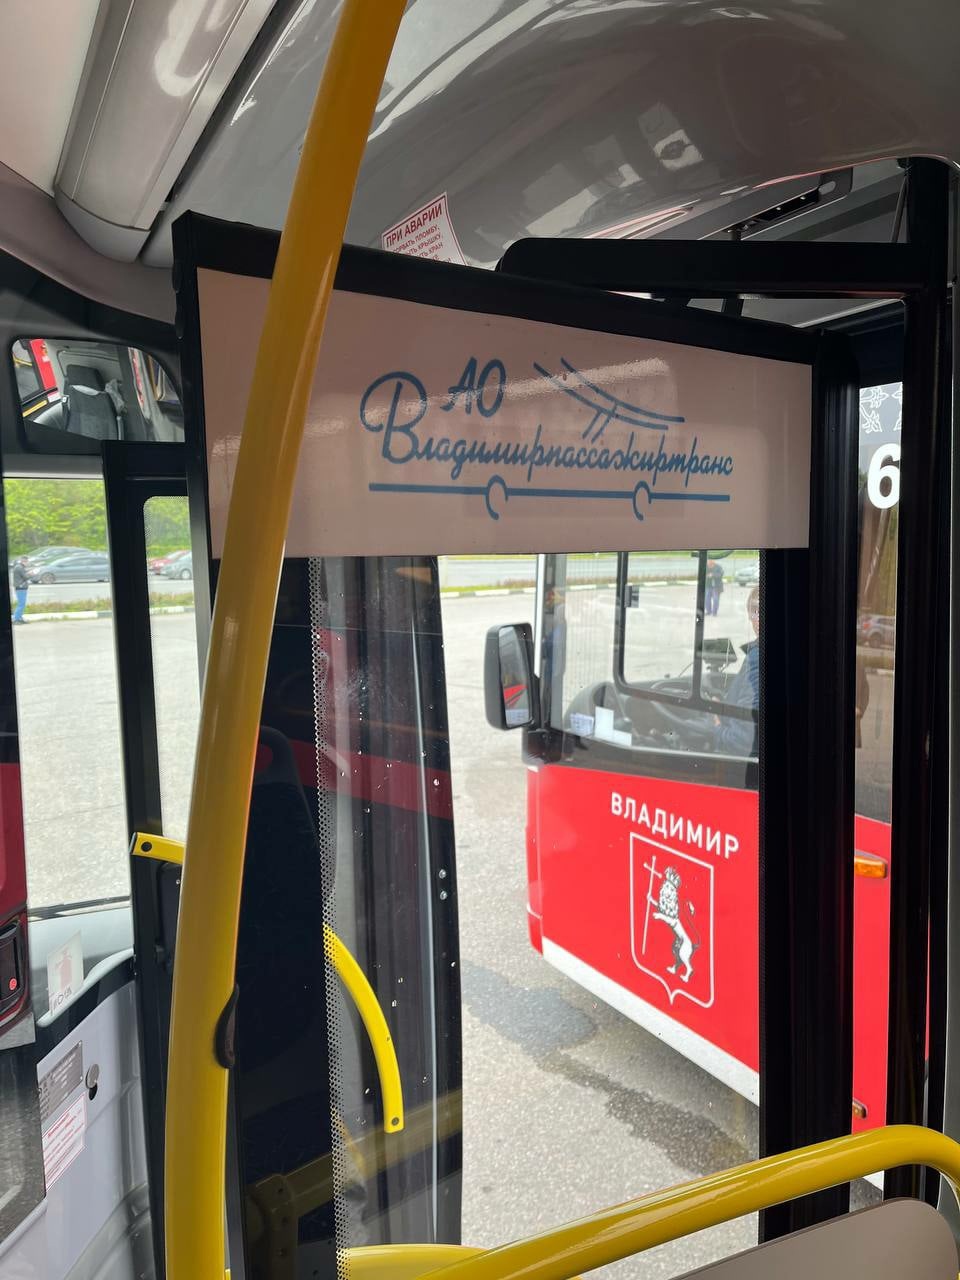 ПРИ АВАРИИ
АО
Владимирпассажиртранс
6
ВЛАДИМИР